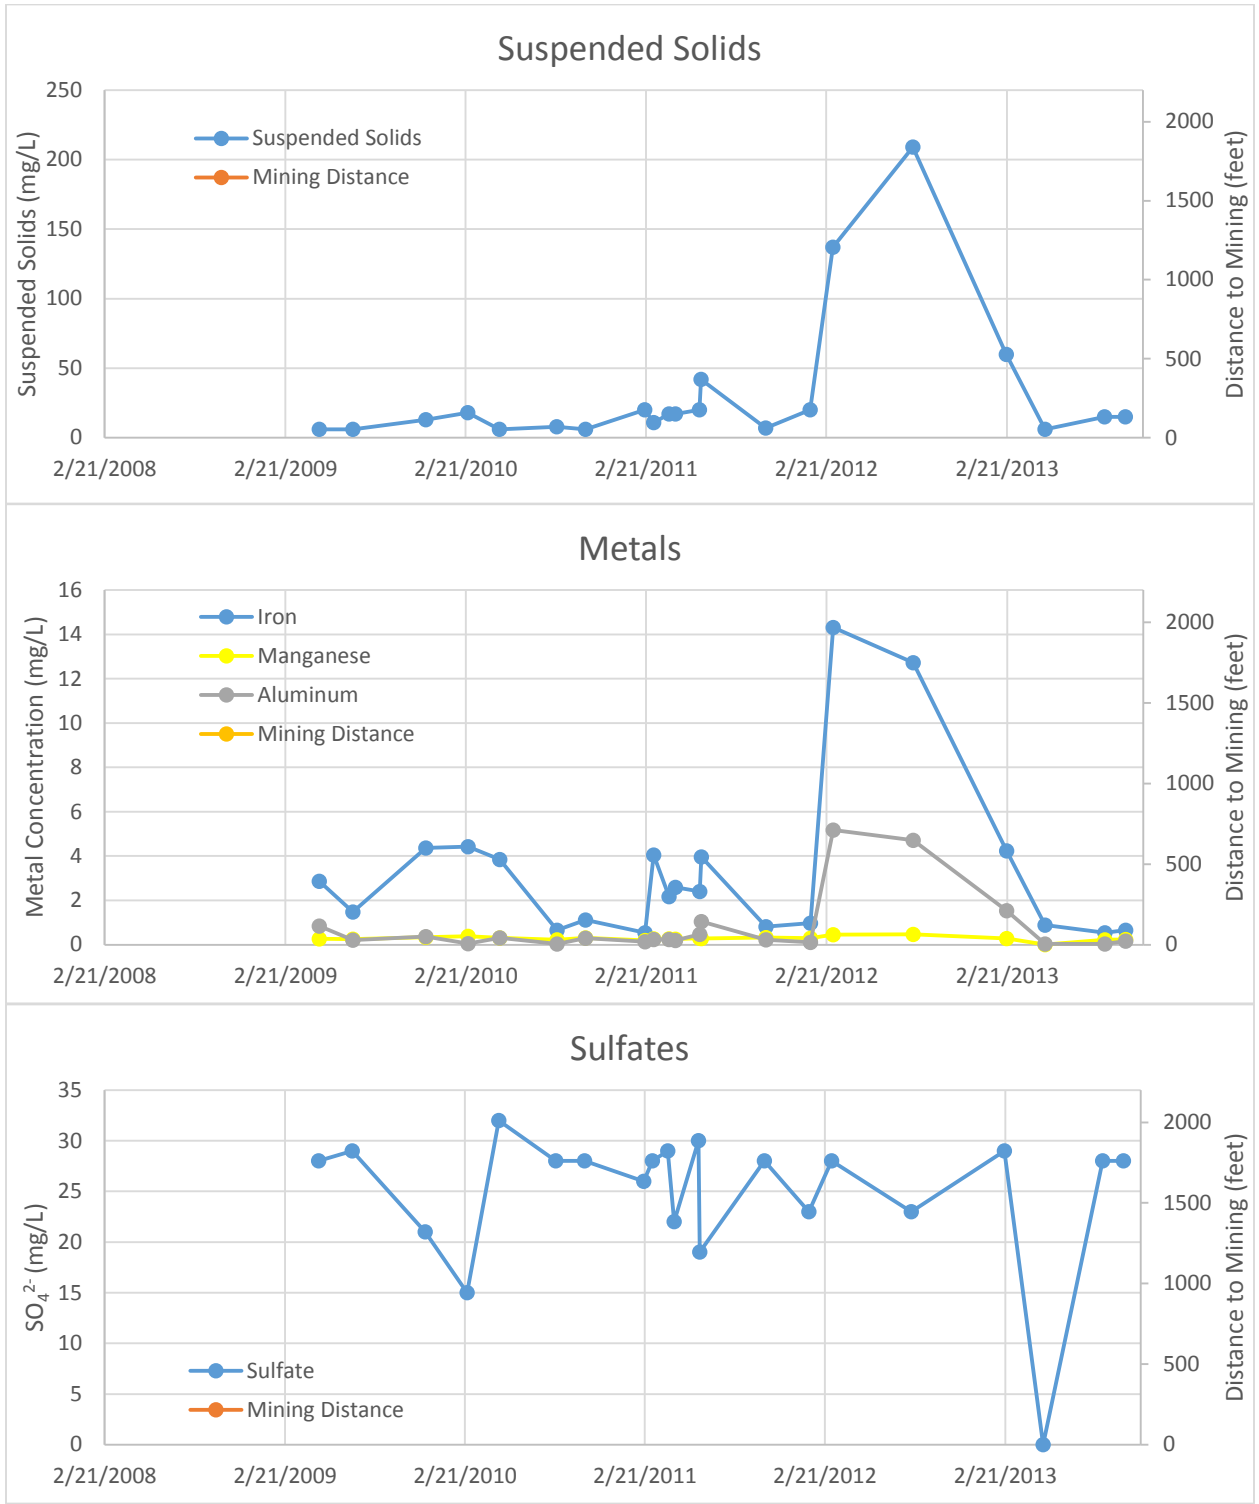 Suspended Solids
Suspended Solids (mg/L)
250
200
150
100
50
0
Suspended Solids
Mining Distance
2000
1500
1000
500
0
Distance to Mining (feet)
2/21/2008 2/21/2009 2/21/2010 2/21/2011 2/21/2012 2/21/2013
Metals
Metal Concentration (mg/L)
16
14
12
10
8
6
4
2
0
Iron
Manganese
Aluminum
Mining Distance
2000
1500
1000
500
0
Distance to Mining (feet)
2/21/2008 2/21/2009 2/21/2010 2/21/2011 2/21/2012 2/21/2013
Sulfates
SO₄²⁻ (mg/L)
35
30
25
20
15
10
5
0
Sulfate
Mining Distance
2000
1500
1000
500
0
Distance to Mining (feet)
2/21/2008 2/21/2009 2/21/2010 2/21/2011 2/21/2012 2/21/2013